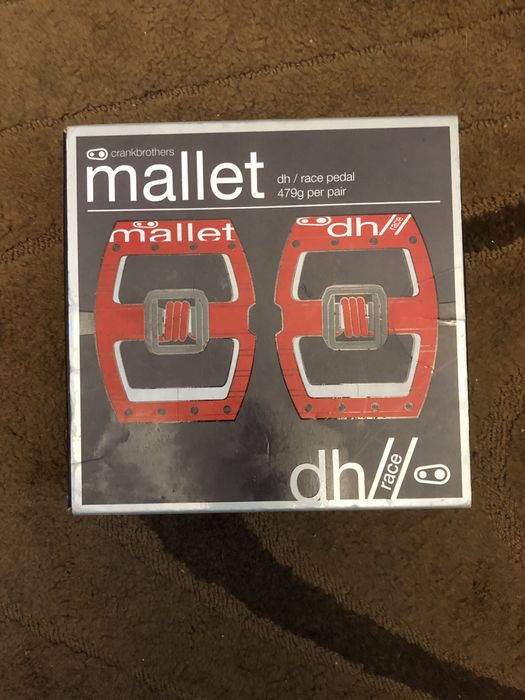 crankbrothers
mallet
dh / race pedal
479g per pair
mallet
dh//
race
dh//
race